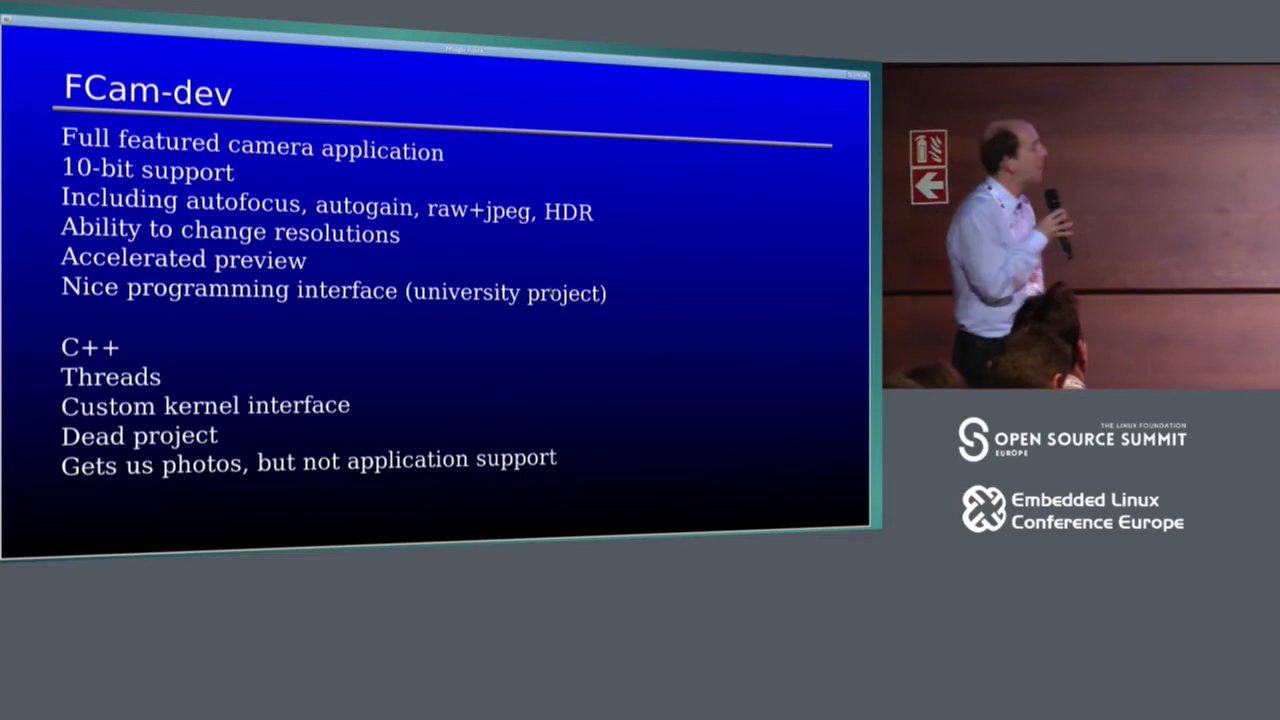 FCam-dev
Full featured camera application
10-bit support
Including autofocus, autogain, raw+jpeg, HDR
Ability to change resolutions
Accelerated preview
Nice programming interface (university project)
C++
Threads
Custom kernel interface
Dead project
Gets us photos, but not application support
THE LINUX FOUNDATION
OPEN SOURCE SUMMIT
EUROPE
Embedded Linux
Conference Europe